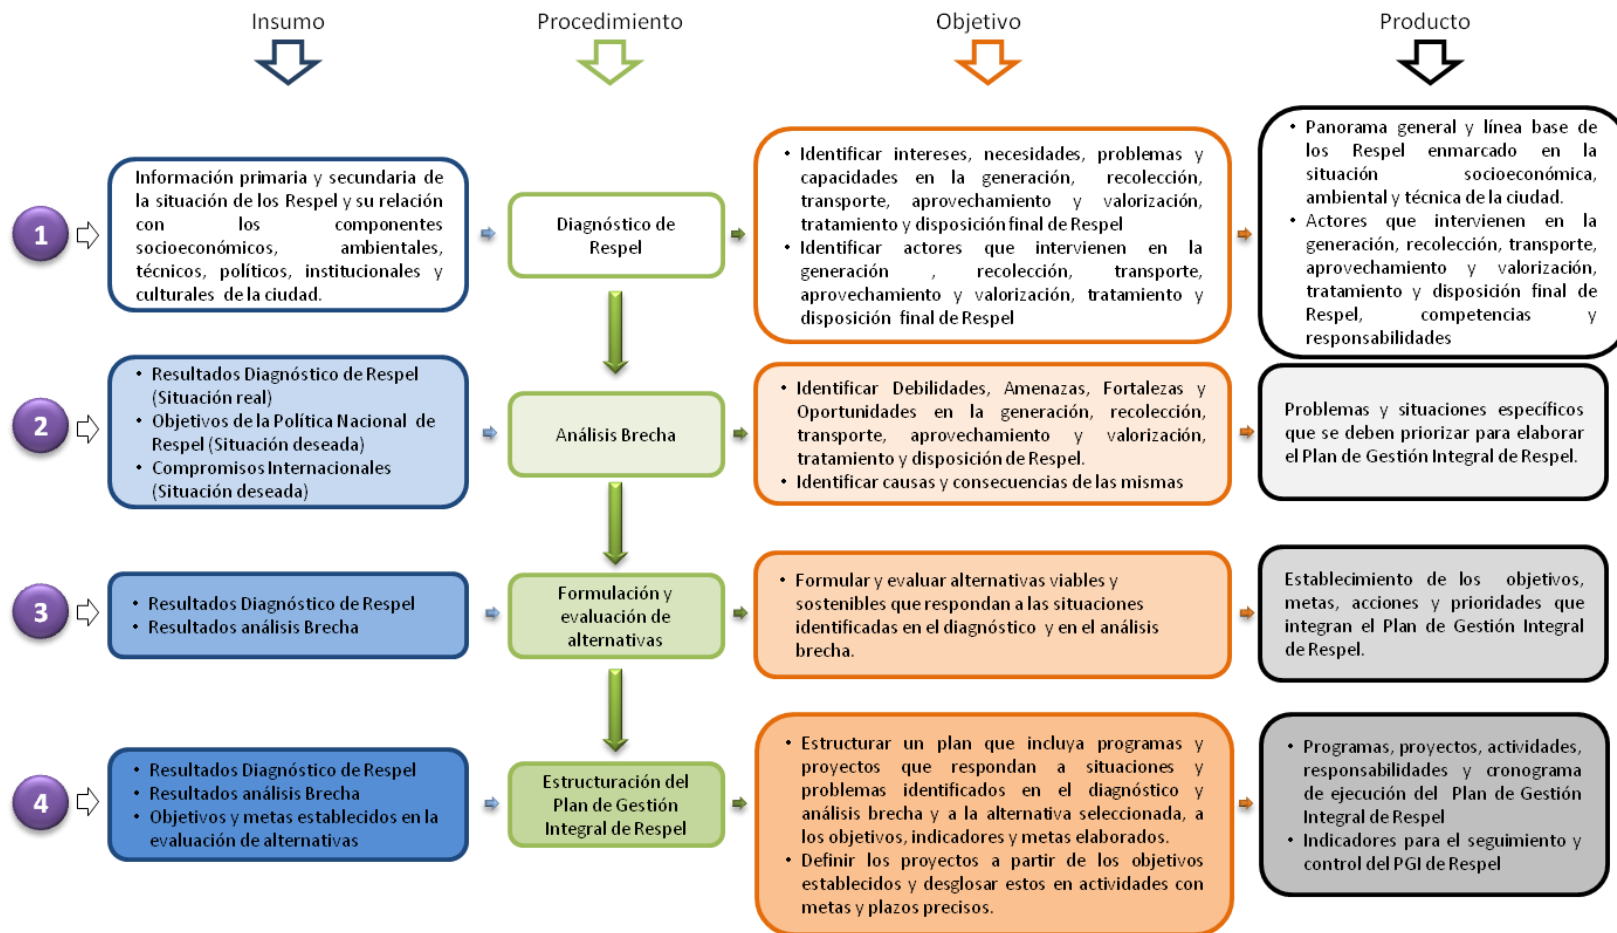 Insumo
Procedimiento
Objetivo
Producto
1
Información primaria y secundaria de
la situación de los Respel y su relación
con los componentes
socioeconómicos, ambientales,
técnicos, políticos, institucionales y
culturales de la ciudad.
Diagnóstico de
Respel
• Identificar intereses, necesidades, problemas y
capacidades en la generación, recolección,
transporte, aprovechamiento y valorización,
tratamiento y disposición final de Respel
• Identificar actores que intervienen en la
generación , recolección, transporte,
aprovechamiento y valorización, tratamiento y
disposición final de Respel
• Panorama general y línea base de
los Respel enmarcado en la
situación socioeconómica,
ambiental y técnica de la ciudad.
• Actores que intervienen en la
generación, recolección, transporte,
aprovechamiento y valorización,
tratamiento y disposición final de
Respel, competencias y
responsabilidades
2
• Resultados Diagnóstico de Respel
(Situación real)
• Objetivos de la Política Nacional de
Respel (Situación deseada)
• Compromisos Internacionales
(Situación deseada)
Análisis Brecha
• Identificar Debilidades, Amenazas, Fortalezas y
Oportunidades en la generación, recolección,
transporte, aprovechamiento y valorización,
tratamiento y disposición de Respel.
• Identificar causas y consecuencias de las mismas
Problemas y situaciones específicos
que se deben priorizar para elaborar
el Plan de Gestión Integral de Respel.
3
• Resultados Diagnóstico de Respel
• Resultados análisis Brecha
Formulación y
evaluación de
alternativas
• Formular y evaluar alternativas viables y
sostenibles que respondan a las situaciones
identificadas en el diagnóstico y en el análisis
brecha.
Establecimiento de los objetivos,
metas, acciones y prioridades que
integran el Plan de Gestión Integral
de Respel.
4
• Resultados Diagnóstico de Respel
• Resultados análisis Brecha
• Objetivos y metas establecidos en la
evaluación de alternativas
Estructuración del
Plan de Gestión
Integral de Respel
• Estructurar un plan que incluya programas y
proyectos que respondan a situaciones y
problemas identificados en el diagnóstico y
análisis brecha y a la alternativa seleccionada, a
los objetivos, indicadores y metas elaborados.
• Definir los proyectos a partir de los objetivos
establecidos y desglosar estos en actividades con
metas y plazos precisos.
• Programas, proyectos, actividades,
responsabilidades y cronograma
de ejecución del Plan de Gestión
Integral de Respel
• Indicadores para el seguimiento y
control del PGI de Respel